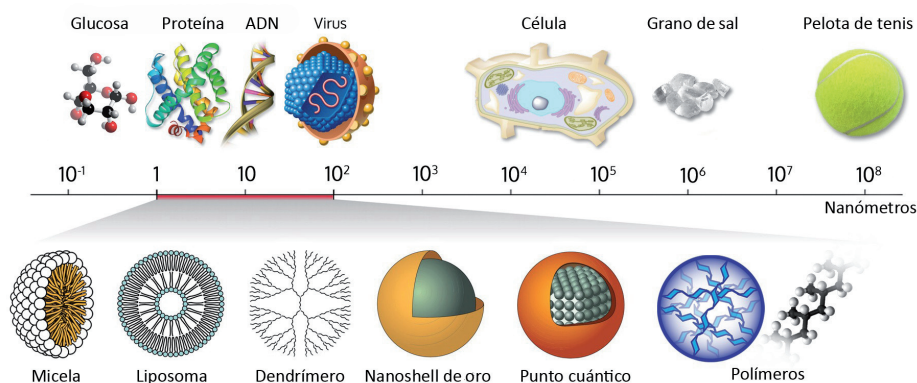 Glucosa Proteína ADN Virus Célula Grano de sal Pelota de tenis
10⁻¹ 1 10 10² 10³ 10⁴ 10⁵ 10⁶ 10⁷ 10⁸
Nanómetros
Micela Liposoma Dendrímero Nanoshell de oro Punto cuántico Polímeros